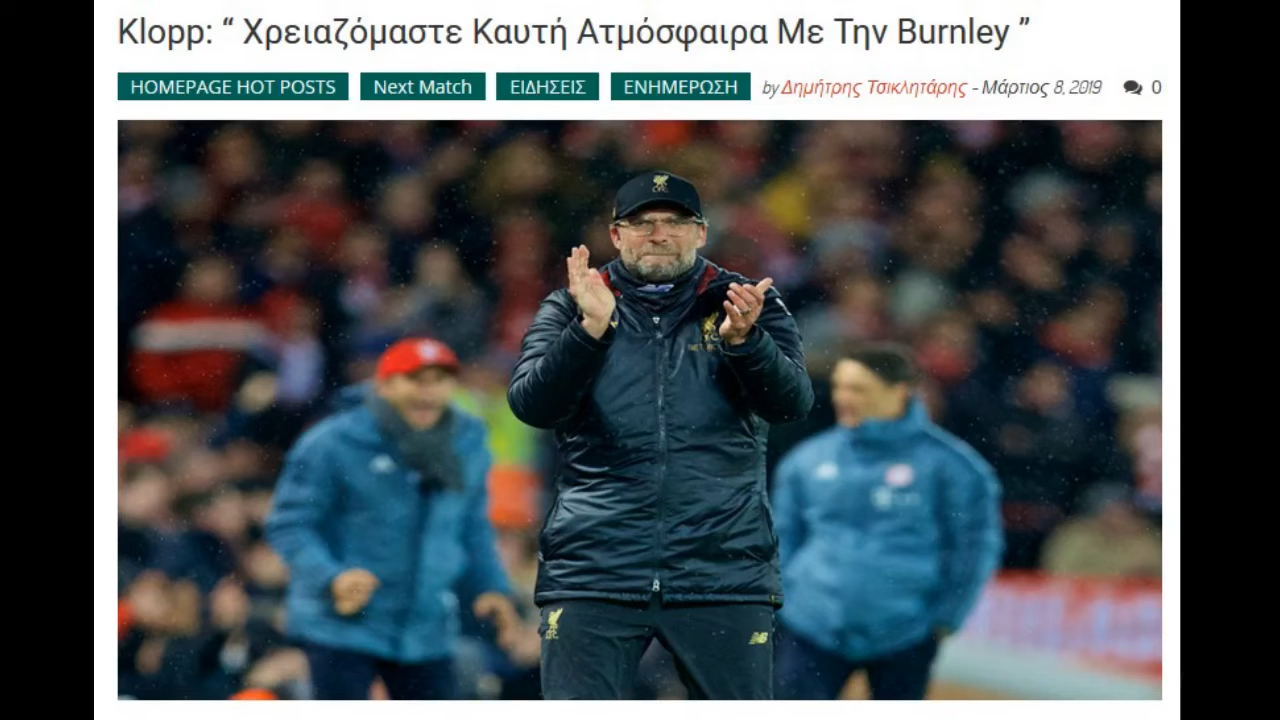 Klopp: “ Χρειαζόμαστε Καυτή Ατμόσφαιρα Με Την Burnley ”
HOMEPAGE HOT POSTS Next Match ΕΙΔΗΣΕΙΣ ΕΝΗΜΕΡΩΣΗ by Δημήτρης Τσικλητάρης - Μάρτιος 8, 2019 0